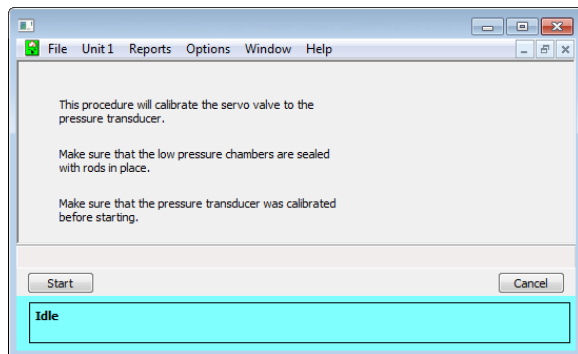 File Unit 1 Reports Options Window Help
This procedure will calibrate the servo valve to the
pressure transducer.
Make sure that the low pressure chambers are sealed
with rods in place.
Make sure that the pressure transducer was calibrated
before starting.
Start Cancel
Idle